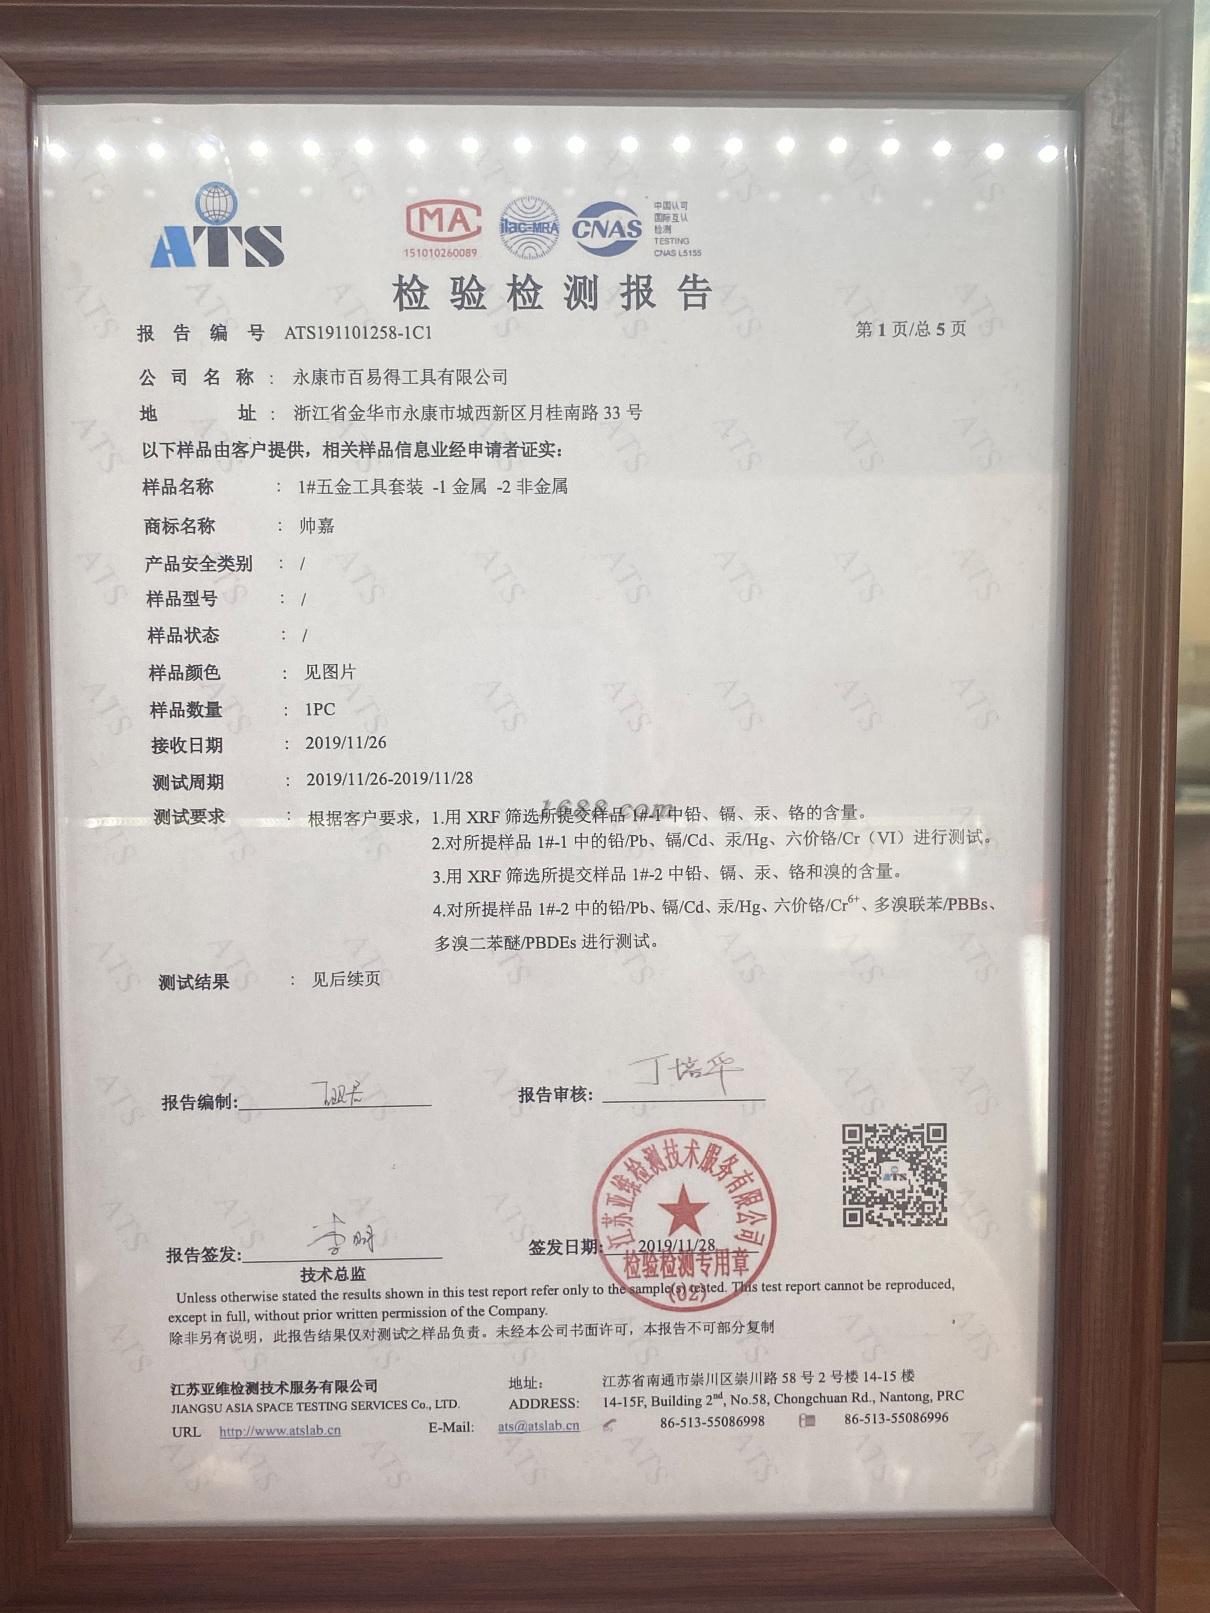 ATS
MA
151010260089
ilac-MRA
CNAS
中国认可
国际互认
检测
TESTING
CNAS L5155
检验检测报告
报告编号 ATS191101258-1C1
第 1 页/总 5 页
公司名称：永康市百易得工具有限公司
地址：浙江省金华市永康市城西新区月桂南路 33 号
以下样品由客户提供，相关样品信息业经申请者证实：
样品名称：1#五金工具套装 -1 金属 -2 非金属
商标名称：帅嘉
产品安全类别：/
样品型号：/
样品状态：/
样品颜色：见图片
样品数量：1PC
接收日期：2019/11/26
测试周期：2019/11/26-2019/11/28
1688.com
测试要求：根据客户要求，1.用 XRF 筛选所提交样品 1#-1 中铅、镉、汞、铬的含量。
2.对所提样品 1#-1 中的铅/Pb、镉/Cd、汞/Hg、六价铬/Cr（VI）进行测试。
3.用 XRF 筛选所提交样品 1#-2 中铅、镉、汞、铬和溴的含量。
4.对所提样品 1#-2 中的铅/Pb、镉/Cd、汞/Hg、六价铬/Cr6+、多溴联苯/PBBs、
多溴二苯醚/PBDEs 进行测试。
测试结果：见后续页
报告编制:
报告审核: 丁培华
江苏亚维检测技术服务有限公司
检验检测专用章
(02)
报告签发: 李明
签发日期: 2019/11/28
技术总监
Unless otherwise stated the results shown in this test report refer only to the sample(s) tested. This test report cannot be reproduced,
except in full, without prior written permission of the Company.
除非另有说明，此报告结果仅对测试之样品负责。未经本公司书面许可，本报告不可部分复制
江苏亚维检测技术服务有限公司
地址: 江苏省南通市崇川区崇川路 58 号 2 号楼 14-15 楼
JIANGSU ASIA SPACE TESTING SERVICES Co., LTD.
ADDRESS: 14-15F, Building 2nd, No.58, Chongchuan Rd., Nantong, PRC
URL http://www.atslab.cn E-Mail: ats@atslab.cn 86-513-55086998 86-513-55086996